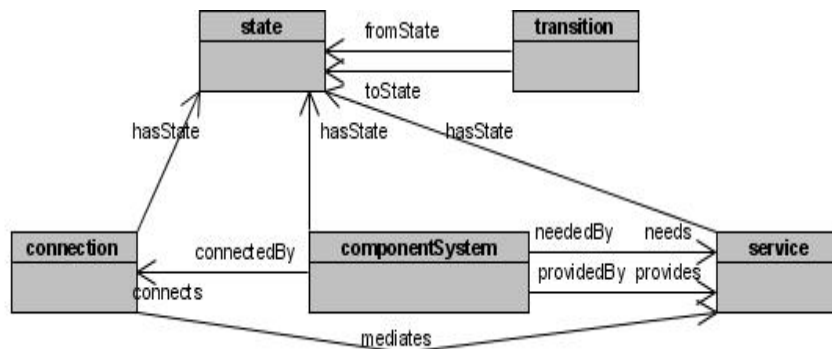 state
fromState
transition
toState
hasState
hasState
hasState
connection
connectedBy
componentSystem
neededBy
needs
service
providedBy
provides
connects
mediates